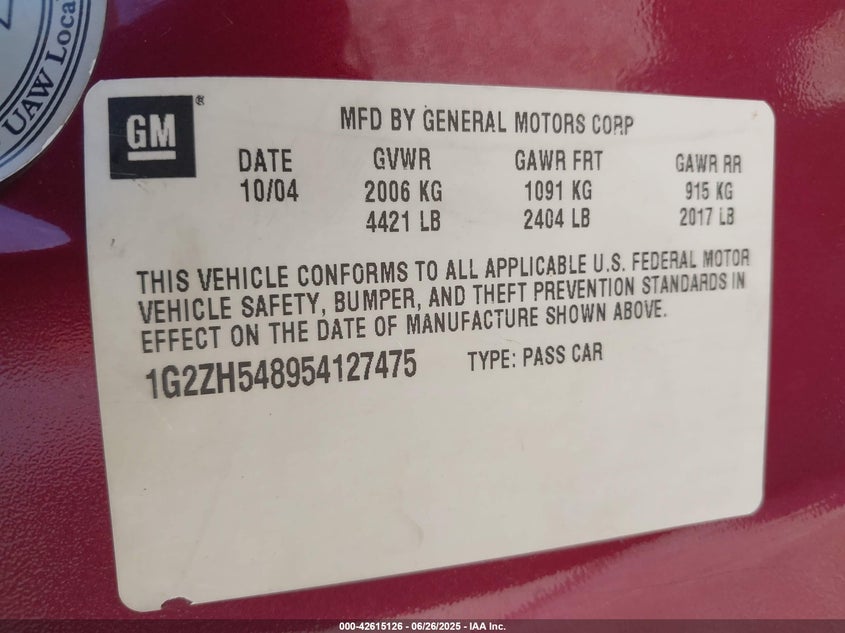 UAW Local
GM®
MFD BY GENERAL MOTORS CORP
DATE GVWR GAWR FRT GAWR RR
10/04 2006 KG 1091 KG 915 KG
4421 LB 2404 LB 2017 LB
THIS VEHICLE CONFORMS TO ALL APPLICABLE U.S. FEDERAL MOTOR
VEHICLE SAFETY, BUMPER, AND THEFT PREVENTION STANDARDS IN
EFFECT ON THE DATE OF MANUFACTURE SHOWN ABOVE.
1G2ZH548954127475 TYPE: PASS CAR
000-42615126 - 06/26/2025 - IAA Inc.